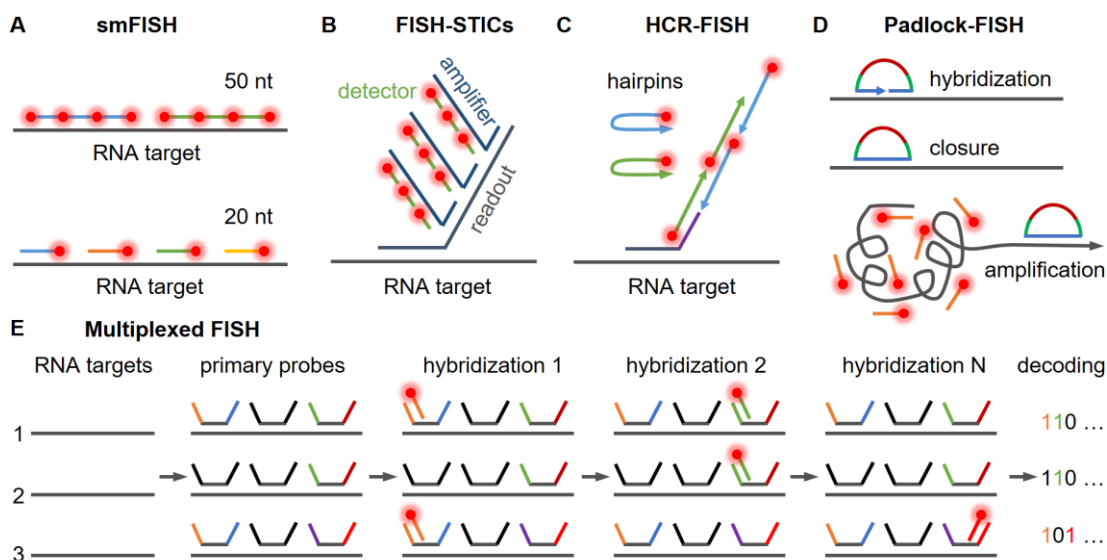 A smFISH
50 nt
RNA target
20 nt
RNA target
B FISH-STICs
detector
amplifier
readout
C HCR-FISH
hairpins
RNA target
D Padlock-FISH
hybridization
closure
amplification
E Multiplexed FISH
RNA targets primary probes hybridization 1 hybridization 2 hybridization N decoding
1 110 ...
2 110 ...
3 101 ...